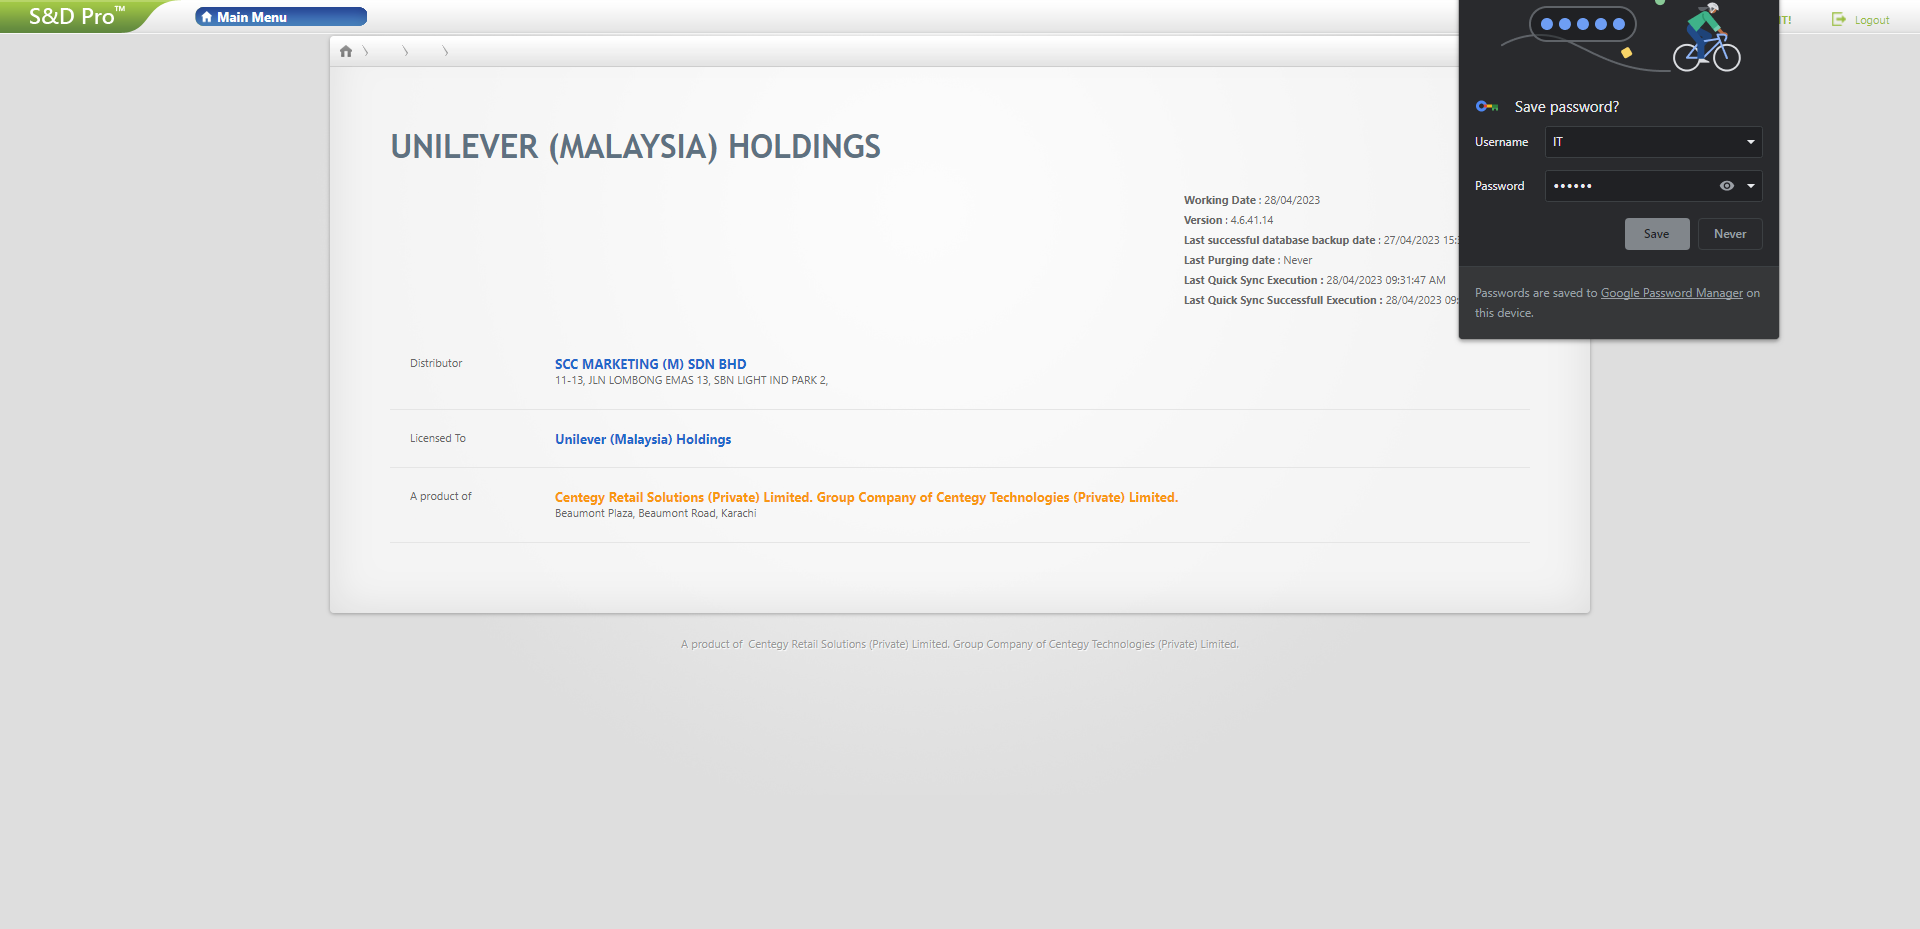 S&D Pro™
Main Menu
IT!
Logout
UNILEVER (MALAYSIA) HOLDINGS
Working Date : 28/04/2023
Version : 4.6.41.14
Last successful database backup date : 27/04/2023 15:
Last Purging date : Never
Last Quick Sync Execution : 28/04/2023 09:31:47 AM
Last Quick Sync Successfull Execution : 28/04/2023 09:
Save password?
Username IT
Password ••••••
Save Never
Passwords are saved to Google Password Manager on
this device.
Distributor
SCC MARKETING (M) SDN BHD
11-13, JLN LOMBONG EMAS 13, SBN LIGHT IND PARK 2,
Licensed To
Unilever (Malaysia) Holdings
A product of
Centegy Retail Solutions (Private) Limited. Group Company of Centegy Technologies (Private) Limited.
Beaumont Plaza, Beaumont Road, Karachi
A product of Centegy Retail Solutions (Private) Limited. Group Company of Centegy Technologies (Private) Limited.